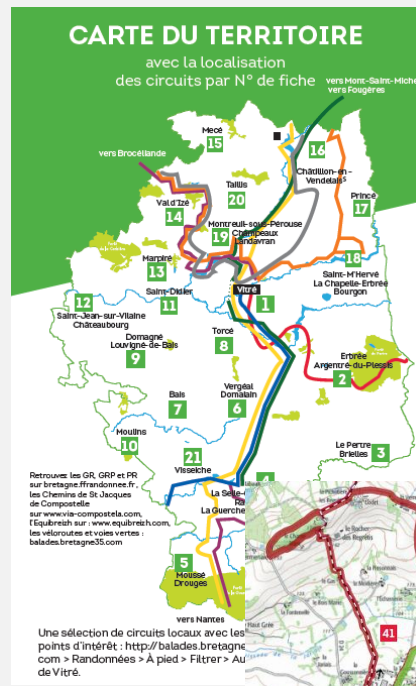 CARTE DU TERRITOIRE
avec la localisation
des circuits par N° de fiche
vers Mont-Saint-Miche
vers Fougères
Mecé
15
16
vers Brocéliande
Châtillon-en-
Vendelais
Taillis
20
Princé
17
Val d'Izé
14
Montreuil-sous-Pérouse
Champeaux
Landavran
19
Marpiré
13
18
Saint-M'Hervé
La Chapelle-Erbrée
Bourgon
Saint-Didier
11
Vitré
1
12
Saint-Jean-sur-Vilaine
Châteaubourg
Torcé
8
Domagné
Louvigné-de-Bais
9
Erbrée
Argentré-du-Plessis
2
Bais
7
Vergéal
Domalain
6
Moulins
10
Le Pertre
Brielles
3
21
Visseiche
Retrouvez les GR, GRP et PR
sur bretagne.ffrandonnee.fr,
les Chemins de St Jacques
de Compostelle
sur www.via-compostela.com,
l'Equibreizh sur : www.equibreizh.com,
les véloroutes et voies vertes :
balades.bretagne35.com
La Selle-
La Guerche
5
Moussé
Drouges
le Rocher
41
vers Nantes
Une sélection de circuits locaux avec les
points d'intérêt : http://balades.bretagne
com > Randonnées > À pied > Filtrer > Au
de Vitré.